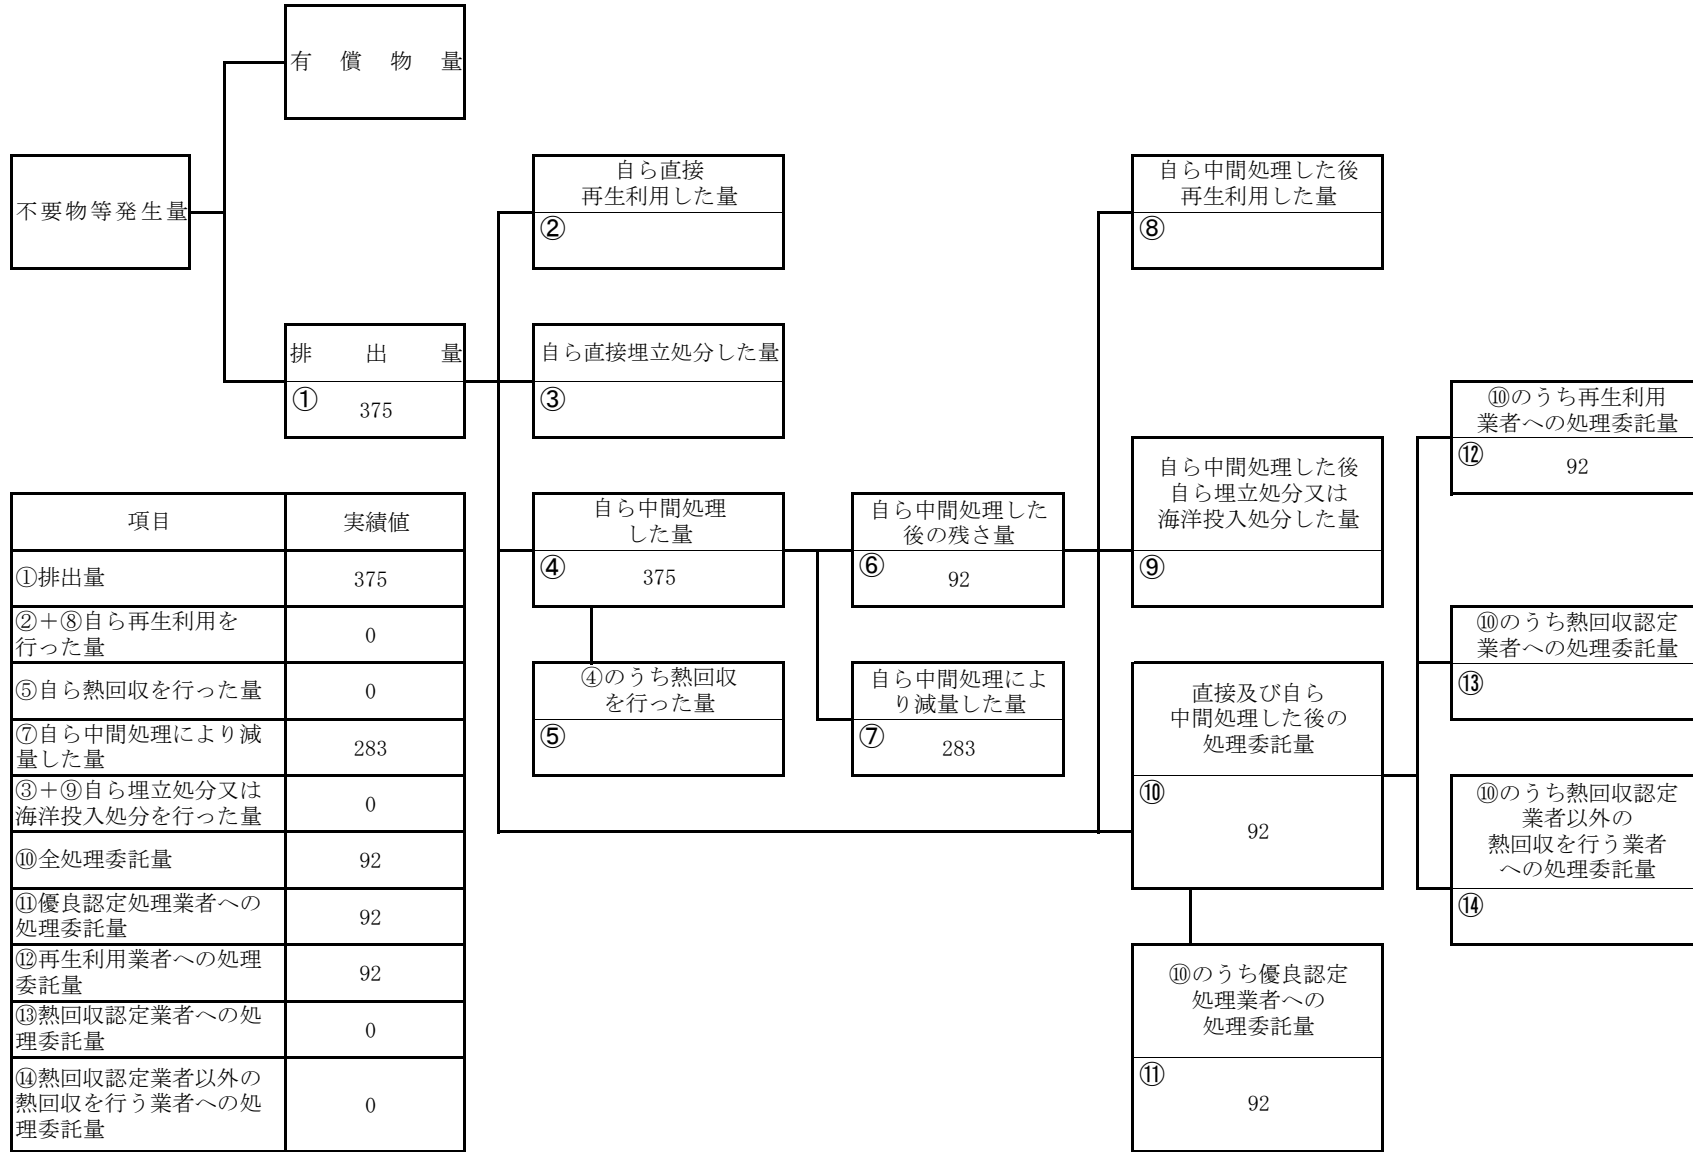 有償物量
不要物等発生量
排出量
① 375
自ら直接
再生利用した量
②
自ら直接埋立処分した量
③
自ら中間処理
した量
④ 375
④のうち熱回収
を行った量
⑤
自ら中間処理した
後の残さ量
⑥ 92
自ら中間処理によ
り減量した量
⑦ 283
自ら中間処理した後
再生利用した量
⑧
自ら中間処理した後
自ら埋立処分又は
海洋投入処分した量
⑨
直接及び自ら
中間処理した後の
処理委託量
⑩
92
⑩のうち優良認定
処理業者への
処理委託量
⑪
92
⑩のうち再生利用
業者への処理委託量
⑫ 92
⑩のうち熱回収認定
業者への処理委託量
⑬
⑩のうち熱回収認定
業者以外の
熱回収を行う業者
への処理委託量
⑭
項目 実績値
①排出量 375
②+⑧自ら再生利用を
行った量 0
⑤自ら熱回収を行った量 0
⑦自ら中間処理により減
量した量 283
③+⑨自ら埋立処分又は
海洋投入処分を行った量 0
⑩全処理委託量 92
⑪優良認定処理業者への
処理委託量 92
⑫再生利用業者への処理
委託量 92
⑬熱回収認定業者への処
理委託量 0
⑭熱回収認定業者以外の
熱回収を行う業者への処
理委託量 0